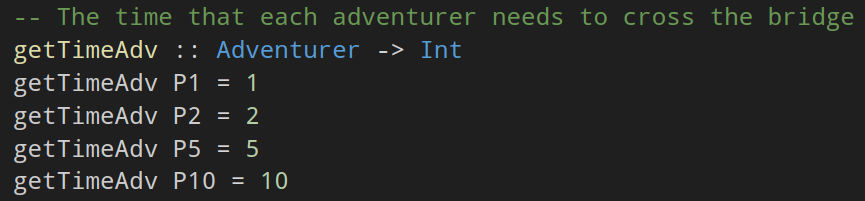 -- The time that each adventurer needs to cross the bridge
getTimeAdv :: Adventurer -> Int
getTimeAdv P1 = 1
getTimeAdv P2 = 2
getTimeAdv P5 = 5
getTimeAdv P10 = 10